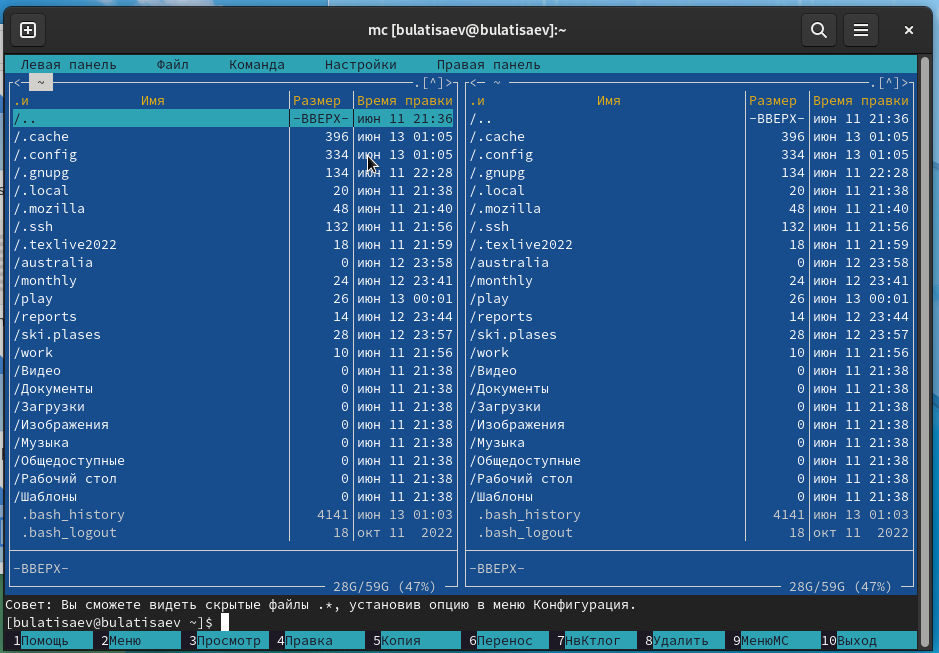 mc [bulatisaev@bulatisaev]:~
Левая панель Файл Команда Настройки Правая панель
<— ~ .[^]> <— ~ .[^]>
.и Имя Размер Время правки .и Имя Размер Время правки
/.. -ВВЕРХ- июн 11 21:36 /.. -ВВЕРХ- июн 11 21:36
/.cache 396 июн 13 01:05 /.cache 396 июн 13 01:05
/.config 334 июн 13 01:05 /.config 334 июн 13 01:05
/.gnupg 134 июн 11 22:28 /.gnupg 134 июн 11 22:28
/.local 20 июн 11 21:38 /.local 20 июн 11 21:38
/.mozilla 48 июн 11 21:40 /.mozilla 48 июн 11 21:40
/.ssh 132 июн 11 21:56 /.ssh 132 июн 11 21:56
/.texlive2022 18 июн 11 21:59 /.texlive2022 18 июн 11 21:59
/australia 0 июн 12 23:58 /australia 0 июн 12 23:58
/monthly 24 июн 12 23:41 /monthly 24 июн 12 23:41
/play 26 июн 13 00:01 /play 26 июн 13 00:01
/reports 14 июн 12 23:44 /reports 14 июн 12 23:44
/ski.plases 28 июн 12 23:57 /ski.plases 28 июн 12 23:57
/work 10 июн 11 21:56 /work 10 июн 11 21:56
/Видео 0 июн 11 21:38 /Видео 0 июн 11 21:38
/Документы 0 июн 11 21:38 /Документы 0 июн 11 21:38
/Загрузки 0 июн 11 21:38 /Загрузки 0 июн 11 21:38
/Изображения 0 июн 11 21:38 /Изображения 0 июн 11 21:38
/Музыка 0 июн 11 21:38 /Музыка 0 июн 11 21:38
/Общедоступные 0 июн 11 21:38 /Общедоступные 0 июн 11 21:38
/Рабочий стол 0 июн 11 21:38 /Рабочий стол 0 июн 11 21:38
/Шаблоны 0 июн 11 21:38 /Шаблоны 0 июн 11 21:38
.bash_history 4141 июн 13 01:03 .bash_history 4141 июн 13 01:03
.bash_logout 18 окт 11 2022 .bash_logout 18 окт 11 2022
-ВВЕРХ- -ВВЕРХ-
28G/59G (47%) 28G/59G (47%)
Совет: Вы сможете видеть скрытые файлы .*, установив опцию в меню Конфигурация.
[bulatisaev@bulatisaev ~]$
1Помощь 2Меню 3Просмотр 4Правка 5Копия 6Перенос 7НвКтлог 8Удалить 9МенюМС 10Выход